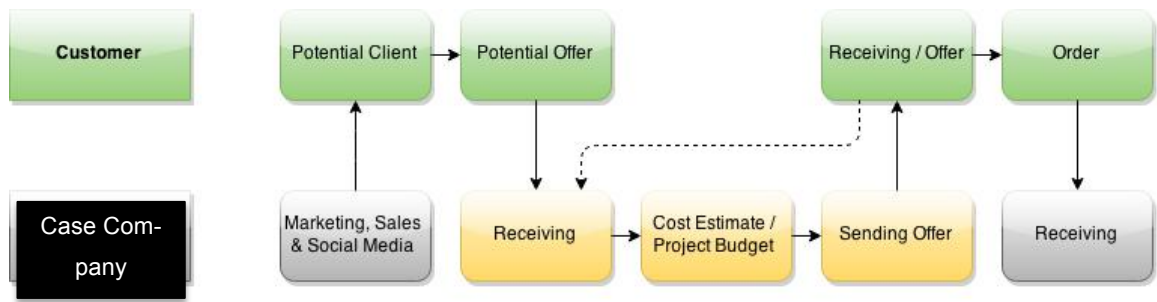 Customer
Potential Client
Potential Offer
Receiving / Offer
Order
Case Com-
pany
Marketing, Sales
& Social Media
Receiving
Cost Estimate /
Project Budget
Sending Offer
Receiving